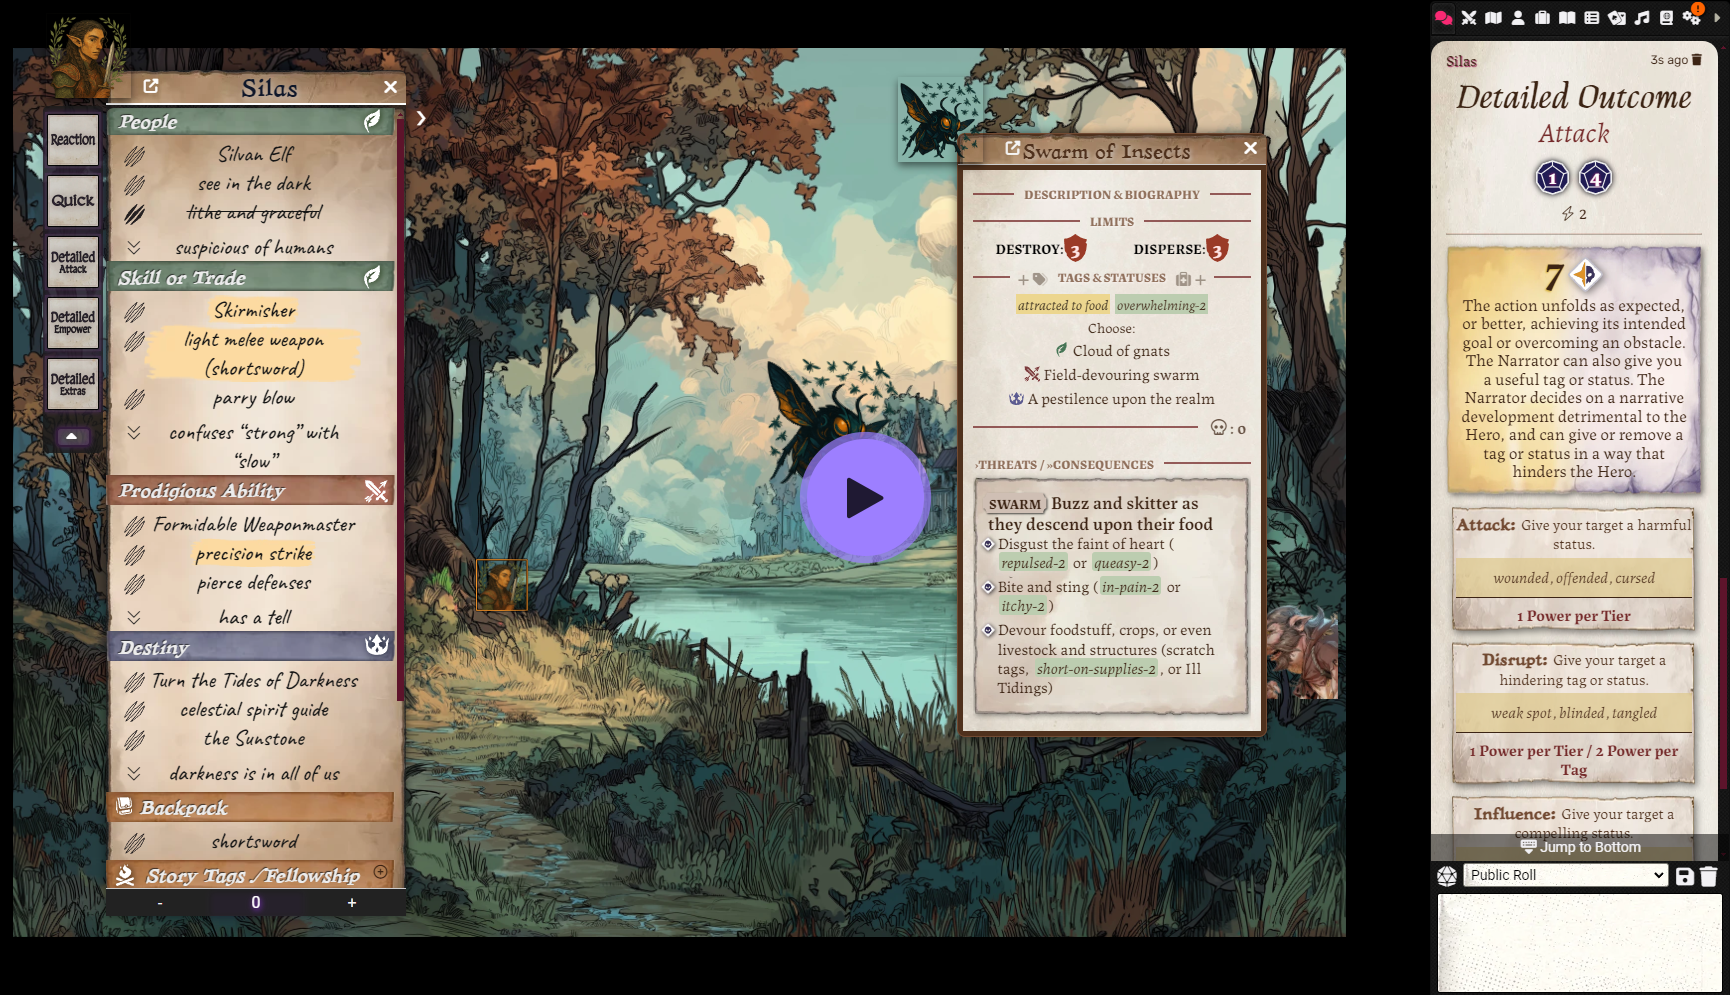 Silas
Reaction
Quick
Detailed
Attack
Detailed
Empower
Detailed
Extras
People
Silvan Elf
see in the dark
lithe and graceful
suspicious of humans
Skill or Trade
Skirmisher
light melee weapon
(shortsword)
parry blow
confuses “strong” with
“slow”
Prodigious Ability
Formidable Weaponmaster
precision strike
pierce defenses
has a tell
Destiny
Turn the Tides of Darkness
celestial spirit guide
the Sunstone
darkness is in all of us
Backpack
shortsword
Story Tags /Fellowship
- 0 +
Swarm of Insects
DESCRIPTION & BIOGRAPHY
LIMITS
DESTROY: 3 DISPERSE: 3
+ TAGS & STATUSES +
attracted to food overwhelming-2
Choose:
Cloud of gnats
Field-devouring swarm
A pestilence upon the realm
: 0
›THREATS / »CONSEQUENCES
SWARM Buzz and skitter as
they descend upon their food
Disgust the faint of heart (
repulsed-2 or queasy-2 )
Bite and sting ( in-pain-2 or
itchy-2 )
Devour foodstuff, crops, or even
livestock and structures (scratch
tags, short-on-supplies-2 , or Ill
Tidings)
Silas 3s ago
Detailed Outcome
Attack
1 4
2
7
The action unfolds as expected,
or better, achieving its intended
goal or overcoming an obstacle.
The Narrator can also give you
a useful tag or status. The
Narrator decides on a narrative
development detrimental to the
Hero, and can give or remove a
tag or status in a way that
hinders the Hero.
Attack: Give your target a harmful
status.
wounded, offended, cursed
1 Power per Tier
Disrupt: Give your target a
hindering tag or status.
weak spot, blinded, tangled
1 Power per Tier / 2 Power per
Tag
Influence: Give your target a
compelling status.
Jump to Bottom
Public Roll